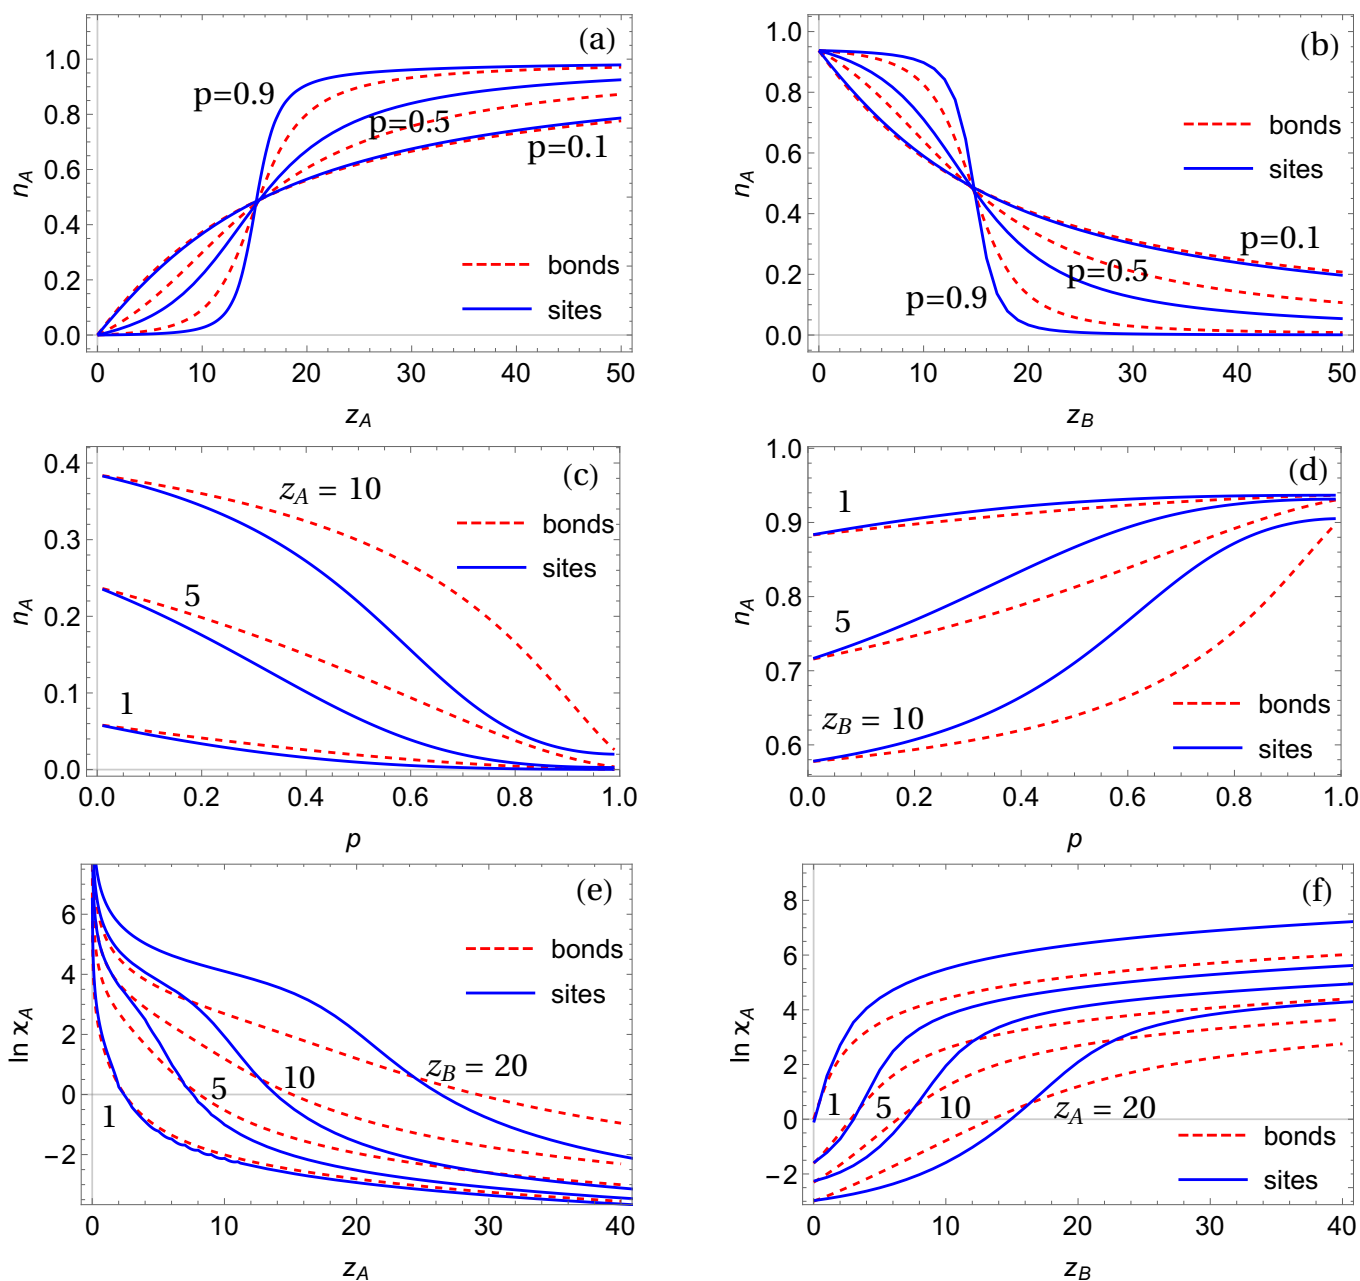 (a)
p=0.9
p=0.5
p=0.1
bonds
sites
n_A
0.0
0.2
0.4
0.6
0.8
1.0
0 10 20 30 40 50
z_A
(b)
bonds
sites
p=0.1
p=0.5
p=0.9
n_A
0.0
0.2
0.4
0.6
0.8
1.0
0 10 20 30 40 50
z_B
(c)
z_A = 10
bonds
sites
5
1
n_A
0.0
0.1
0.2
0.3
0.4
0.0 0.2 0.4 0.6 0.8 1.0
p
(d)
1
5
z_B = 10
bonds
sites
n_A
0.6
0.7
0.8
0.9
1.0
0.0 0.2 0.4 0.6 0.8 1.0
p
(e)
bonds
sites
z_B = 20
10
5
1
ln ϰ_A
−2
0
2
4
6
0 10 20 30 40
z_A
(f)
1 5 10 z_A = 20
bonds
sites
ln ϰ_A
−2
0
2
4
6
8
0 10 20 30 40
z_B